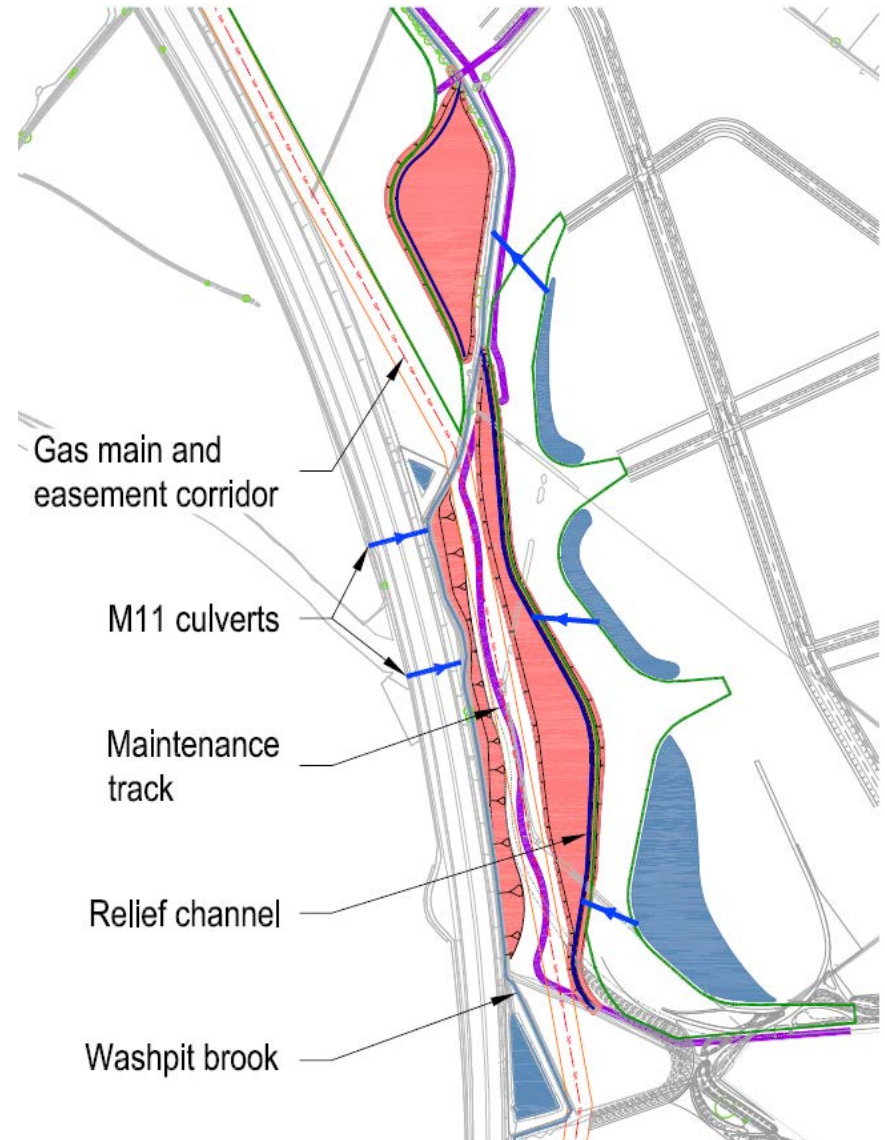 Gas main and
easement corridor
M11 culverts
Maintenance
track
Relief channel
Washpit brook